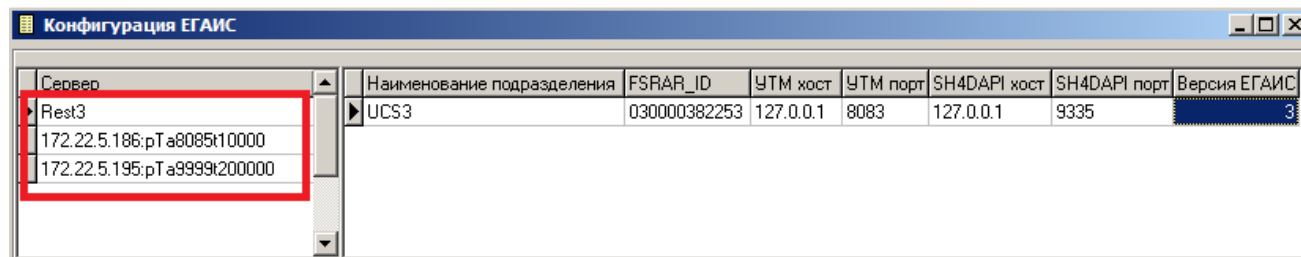 Конфигурация ЕГАИС
Сервер
Rest3
172.22.5.186:pTa8085t10000
172.22.5.195:pTa9999t200000
Наименование подразделения FSRAR_ID УТМ хост УТМ порт SH4DAPI хост SH4DAPI порт Версия ЕГАИС
UCS3 030000382253 127.0.0.1 8083 127.0.0.1 9335 3